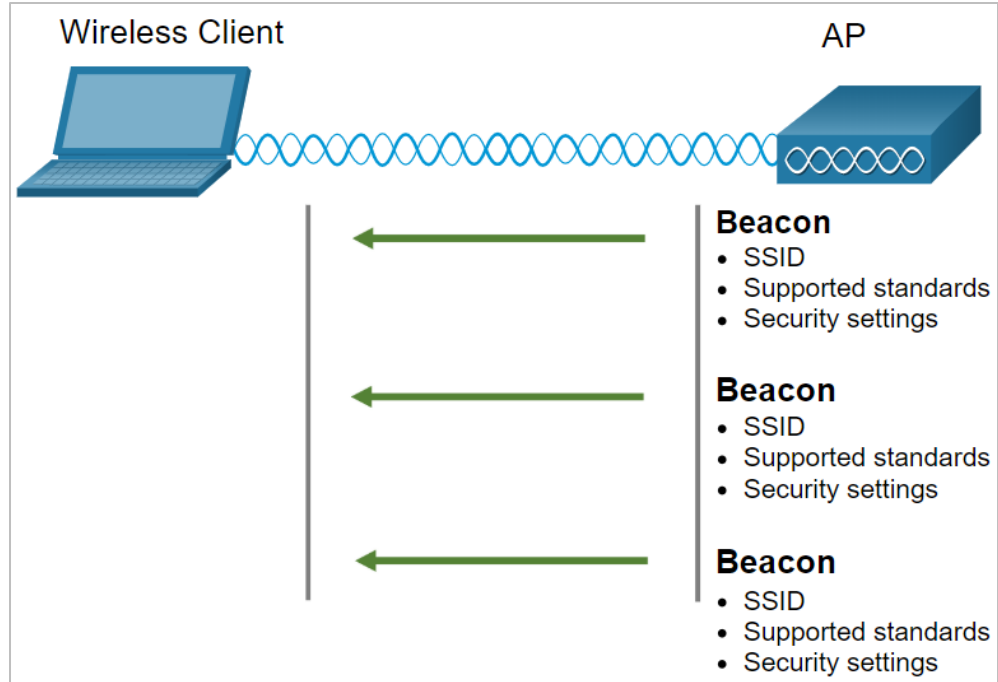 Wireless Client
AP
Beacon
• SSID
• Supported standards
• Security settings
Beacon
• SSID
• Supported standards
• Security settings
Beacon
• SSID
• Supported standards
• Security settings